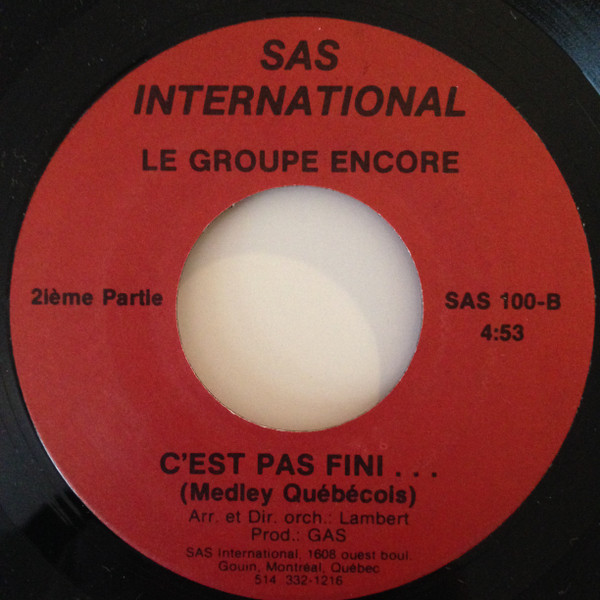 SAS
INTERNATIONAL
LE GROUPE ENCORE
2ième Partie
SAS 100-B
4:53
C'EST PAS FINI . . .
(Medley Québécois)
Arr. et Dir. orch.: Lambert
Prod.: GAS
SAS International, 1608 ouest boul.
Gouin, Montréal, Québec
514 332-1216